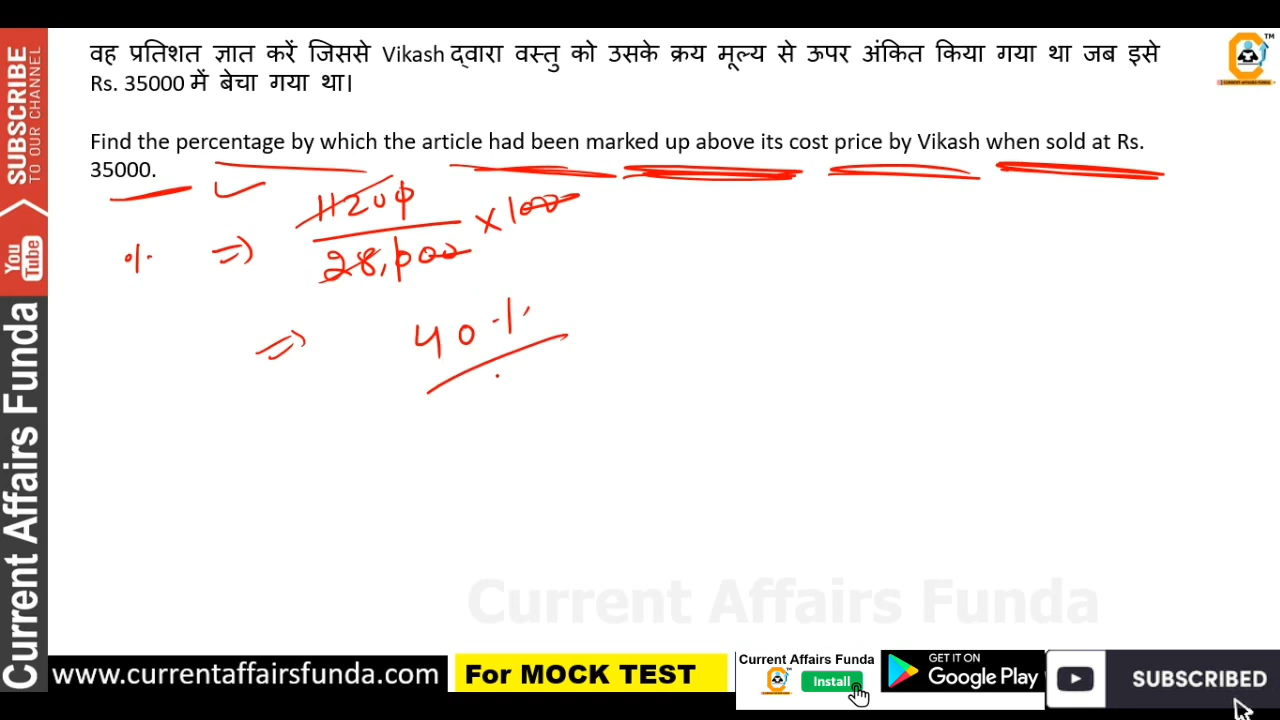 वह प्रतिशत ज्ञात करें जिससे Vikash द्वारा वस्तु को उसके क्रय मूल्य से ऊपर अंकित किया गया था जब इसे
Rs. 35000 में बेचा गया था।
Find the percentage by which the article had been marked up above its cost price by Vikash when sold at Rs.
35000.
11200
% => ———— × 100
28,000
=> 40%
Current Affairs Funda
SUBSCRIBE
TO OUR CHANNEL
You
Tube
Current Affairs Funda
www.currentaffairsfunda.com
For MOCK TEST
Current Affairs Funda
Install
GET IT ON
Google Play
SUBSCRIBED
TM